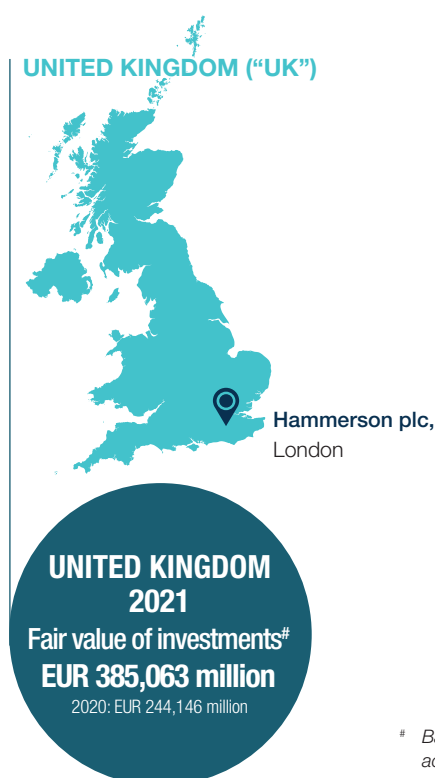 UNITED KINGDOM (“UK”)
Hammerson plc,
London
UNITED KINGDOM
2021
Fair value of investments#
EUR 385,063 million
2020: EUR 244,146 million
#